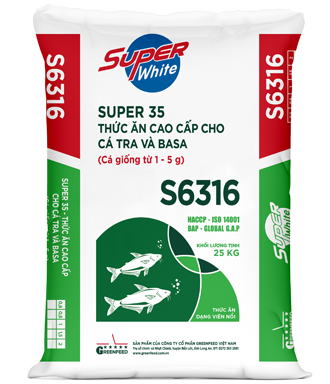 SUPER
White
S6316
S6316
SUPER 35
THỨC ĂN CAO CẤP CHO
CÁ TRA VÀ BASA
(Cá giống từ 1 - 5 g)
S6316
HACCP - ISO 14001
BAP - GLOBAL G.A.P
KHỐI LƯỢNG TỊNH
25 KG
SUPER 35 - THỨC ĂN CAO CẤP
CHO CÁ TRA VÀ BASA
THỨC ĂN
DẠNG VIÊN NỔI
SUPER
White
GREENFEED
SẢN PHẨM CỦA CÔNG TY CỔ PHẦN GREENFEED VIỆT NAM
www.greenfeed.com.vn